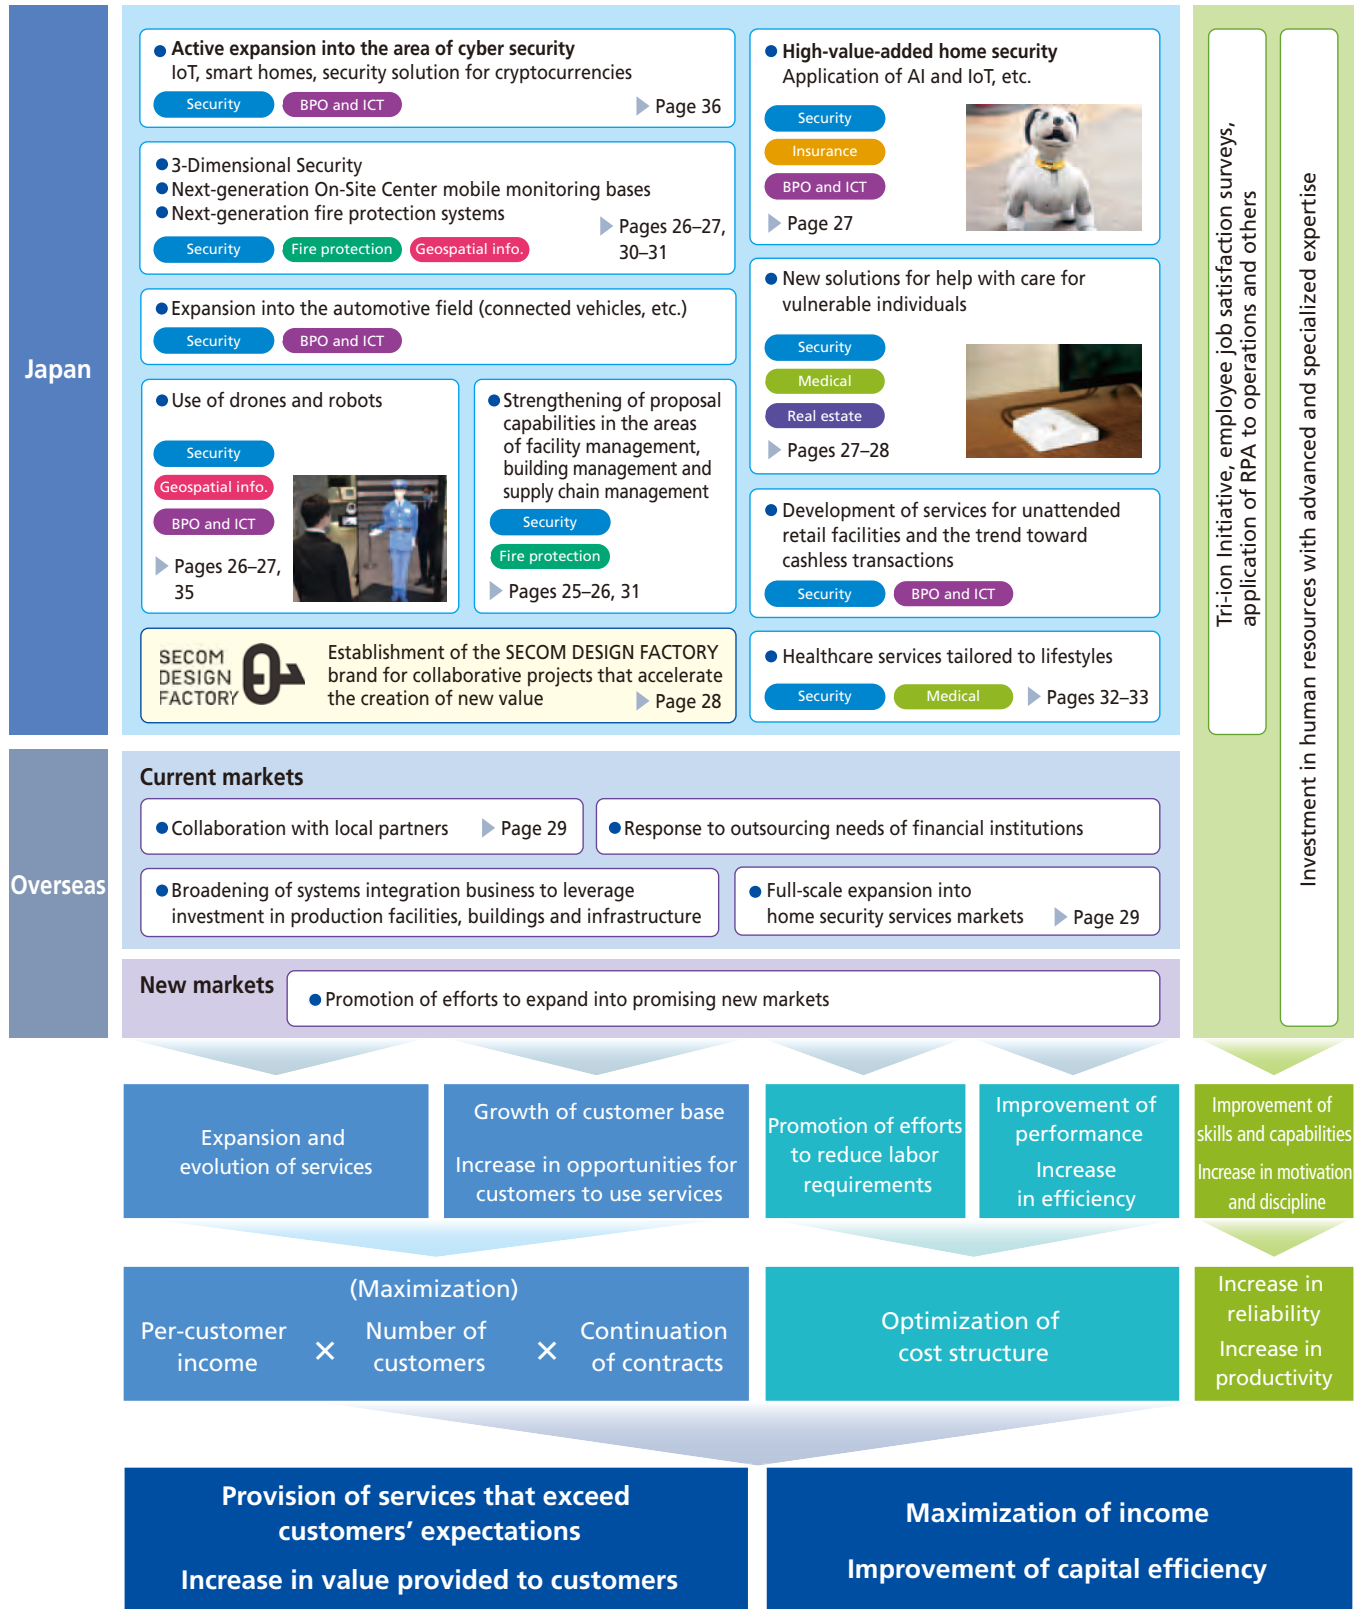 Japan
● Active expansion into the area of cyber security
IoT, smart homes, security solution for cryptocurrencies
Security
BPO and ICT
Page 36
● 3-Dimensional Security
● Next-generation On-Site Center mobile monitoring bases
● Next-generation fire protection systems
Pages 26–27,
30–31
Security
Fire protection
Geospatial info.
● Expansion into the automotive field (connected vehicles, etc.)
Security
BPO and ICT
● Use of drones and robots
Security
Geospatial info.
BPO and ICT
Pages 26–27,
35
● Strengthening of proposal
capabilities in the areas
of facility management,
building management and
supply chain management
Security
Fire protection
Pages 25–26, 31
SECOM
DESIGN
FACTORY
Establishment of the SECOM DESIGN FACTORY
brand for collaborative projects that accelerate
the creation of new value
Page 28
● High-value-added home security
Application of AI and IoT, etc.
Security
Insurance
BPO and ICT
Page 27
● New solutions for help with care for
vulnerable individuals
Security
Medical
Real estate
Pages 27–28
● Development of services for unattended
retail facilities and the trend toward
cashless transactions
Security
BPO and ICT
● Healthcare services tailored to lifestyles
Security
Medical
Pages 32–33
Tri-ion Initiative, employee job satisfaction surveys,
application of RPA to operations and others
Investment in human resources with advanced and specialized expertise
Overseas
Current markets
● Collaboration with local partners
Page 29
● Response to outsourcing needs of financial institutions
● Broadening of systems integration business to leverage
investment in production facilities, buildings and infrastructure
● Full-scale expansion into
home security services markets
Page 29
New markets
● Promotion of efforts to expand into promising new markets
Expansion and
evolution of services
Growth of customer base
Increase in opportunities for
customers to use services
Promotion of efforts
to reduce labor
requirements
Improvement of
performance
Increase
in efficiency
Improvement of
skills and capabilities
Increase in motivation
and discipline
(Maximization)
Per-customer
income
×
Number of
customers
×
Continuation
of contracts
Optimization of
cost structure
Increase in
reliability
Increase in
productivity
Provision of services that exceed
customers’ expectations
Increase in value provided to customers
Maximization of income
Improvement of capital efficiency